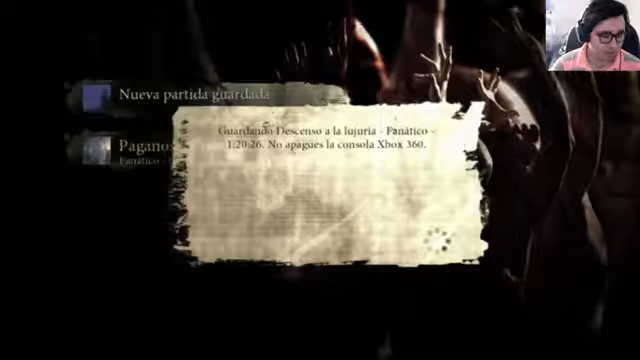 Nueva partida guardada
Guardando Descenso a la lujuria - Fanático -
1:20:26. No apagues la consola Xbox 360.
Paganos
Fanático -